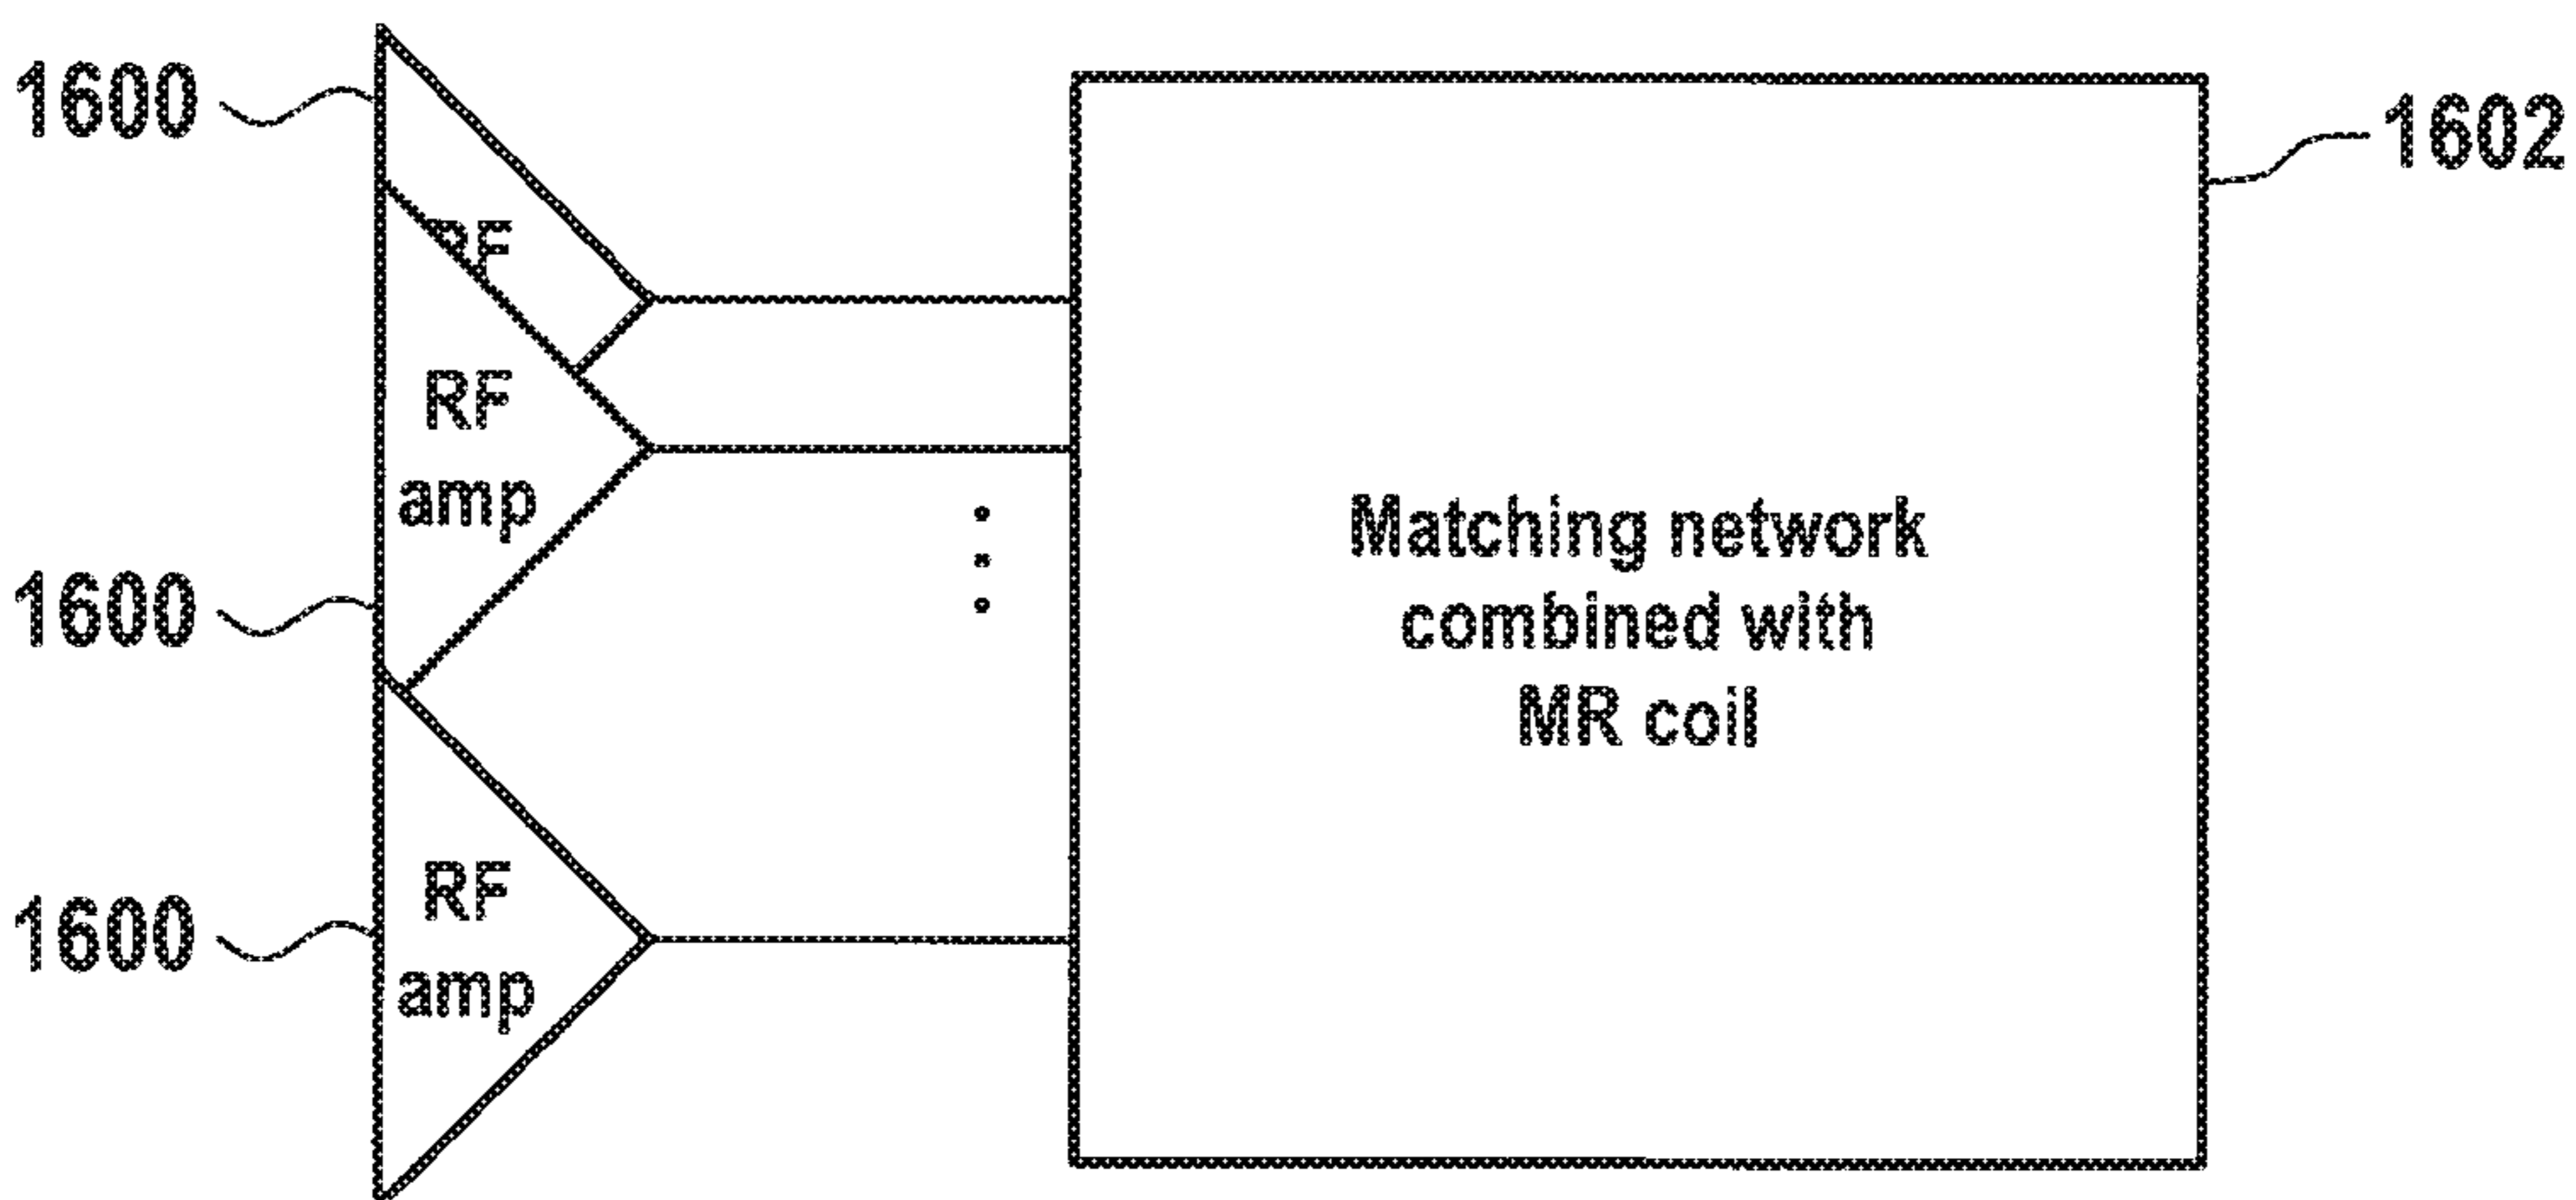 1600
1602
RF
RF
amp
1600
Matching network
combined with
MR coil
RF
amp
1600